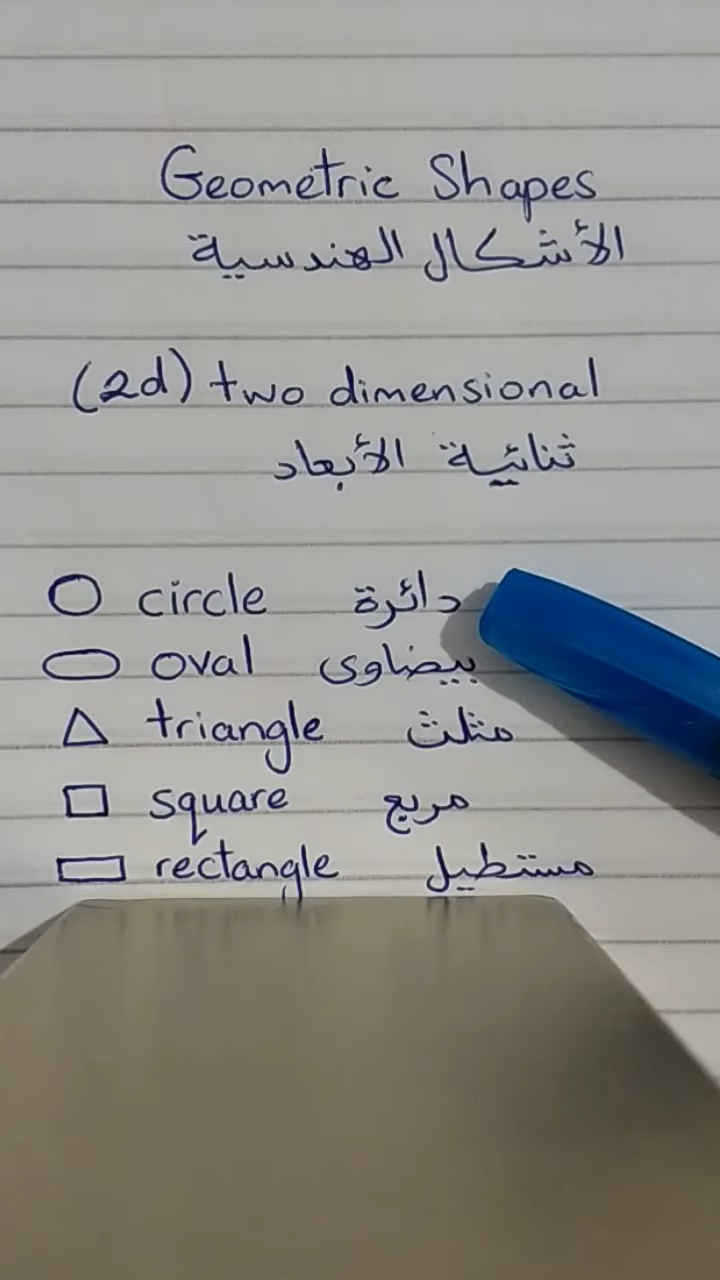 Geometric Shapes
الأشكال الهندسية
(2d) two dimensional
ثنائية الأبعاد
circle دائرة
oval بيضاوى
triangle مثلث
square مربع
rectangle مستطيل